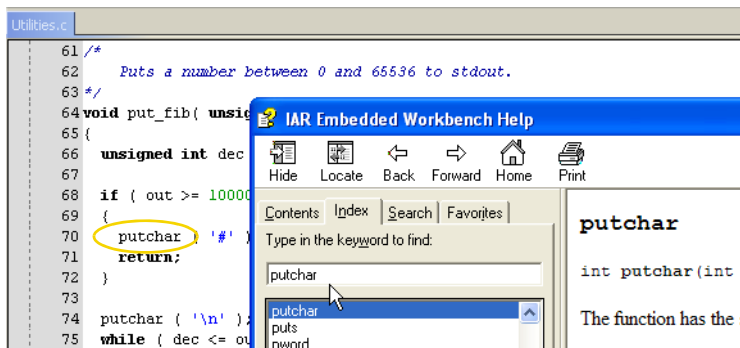 Utilities.c
61 /*
62 Puts a number between 0 and 65536 to stdout.
63 */
64 void put_fib( unsig
65 {
66 unsigned int dec
67
68 if ( out >= 10000
69 {
70 putchar ( '#' )
71 return;
72 }
73
74 putchar ( '\n' );
75 while ( dec <= ou
IAR Embedded Workbench Help
Hide Locate Back Forward Home Print
Contents Index Search Favorites
Type in the keyword to find:
putchar
putchar
puts
pword
putchar
int putchar(int
The function has the